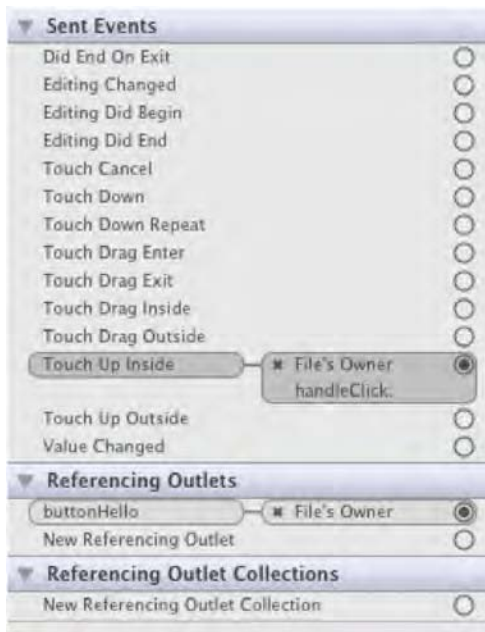 Sent Events
Did End On Exit
Editing Changed
Editing Did Begin
Editing Did End
Touch Cancel
Touch Down
Touch Down Repeat
Touch Drag Enter
Touch Drag Exit
Touch Drag Inside
Touch Drag Outside
Touch Up Inside File's Owner
handleClick:
Touch Up Outside
Value Changed
Referencing Outlets
buttonHello File's Owner
New Referencing Outlet
Referencing Outlet Collections
New Referencing Outlet Collection